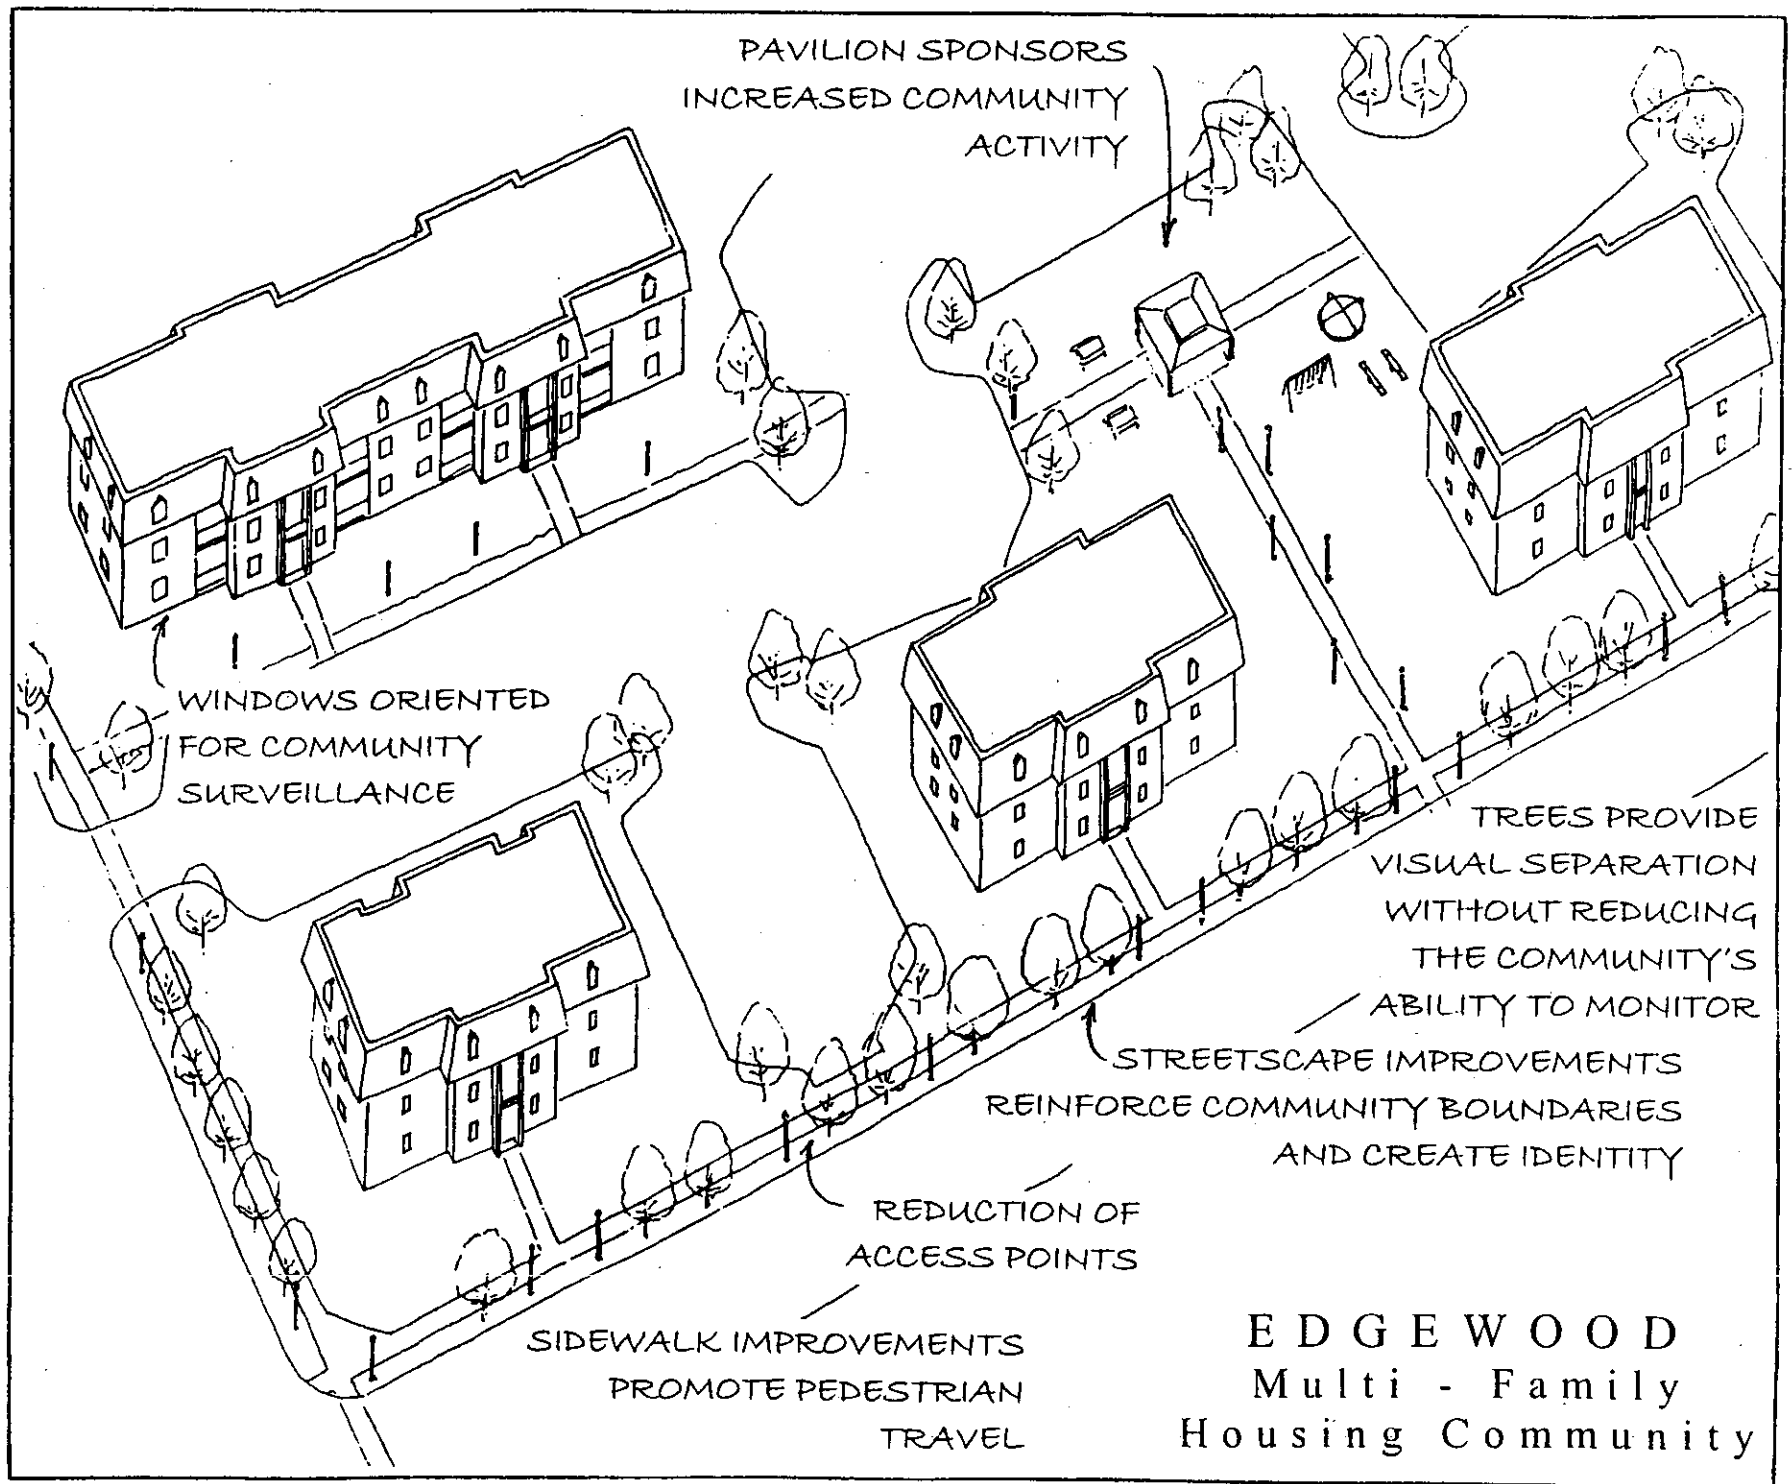 PAVILION SPONSORS
INCREASED COMMUNITY
ACTIVITY
WINDOWS ORIENTED
FOR COMMUNITY
SURVEILLANCE
TREES PROVIDE
VISUAL SEPARATION
WITHOUT REDUCING
THE COMMUNITY'S
ABILITY TO MONITOR
STREETSCAPE IMPROVEMENTS
REINFORCE COMMUNITY BOUNDARIES
AND CREATE IDENTITY
REDUCTION OF
ACCESS POINTS
SIDEWALK IMPROVEMENTS
PROMOTE PEDESTRIAN
TRAVEL
EDGEWOOD
Multi - Family
Housing Community